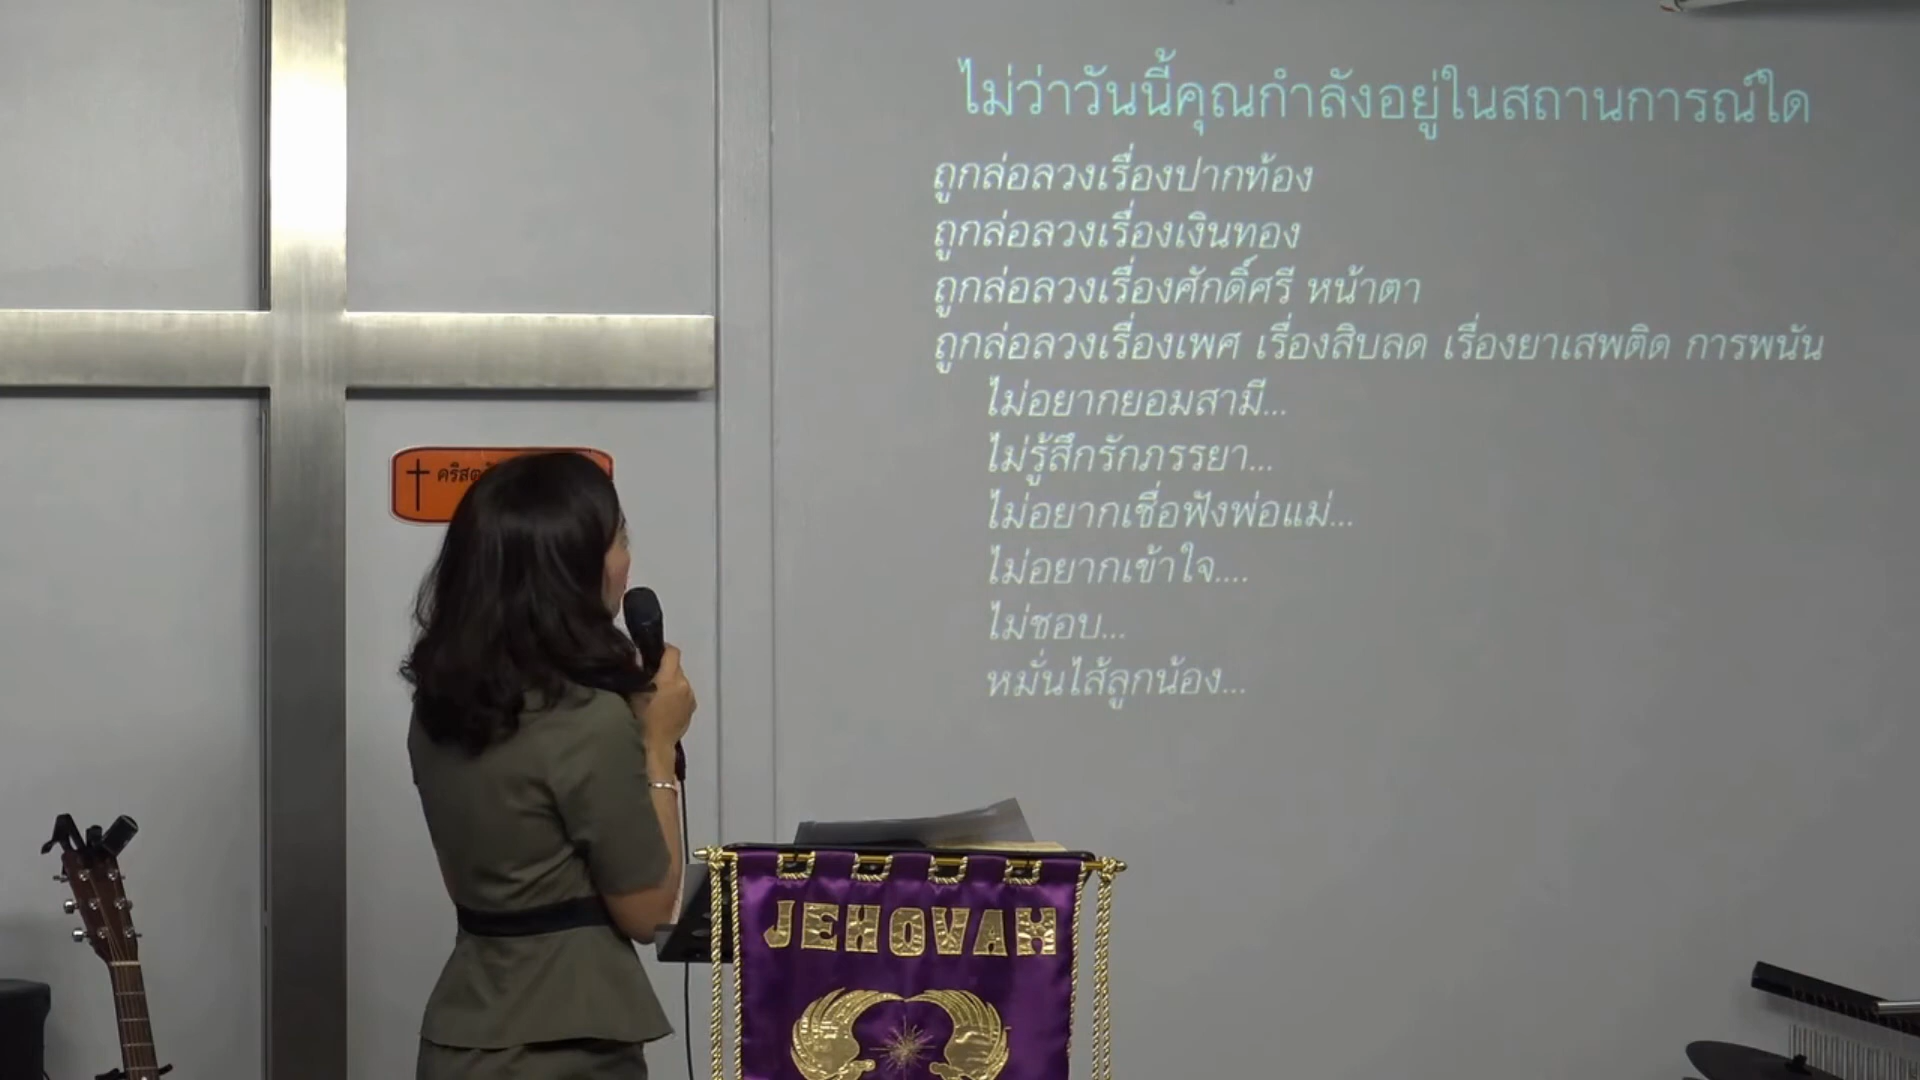 ไม่ว่าวันนี้คุณกำลังอยู่ในสถานการณ์ใด
ถูกล่อลวงเรื่องปากท้อง
ถูกล่อลวงเรื่องเงินทอง
ถูกล่อลวงเรื่องศักดิ์ศรี หน้าตา
ถูกล่อลวงเรื่องเพศ เรื่องสิบลด เรื่องยาเสพติด การพนัน
ไม่อยากยอมสามี...
ไม่รู้สึกรักภรรยา...
ไม่อยากเชื่อฟังพ่อแม่...
ไม่อยากเข้าใจ....
ไม่ชอบ...
หมั่นไส้ลูกน้อง...
JEHOVAH